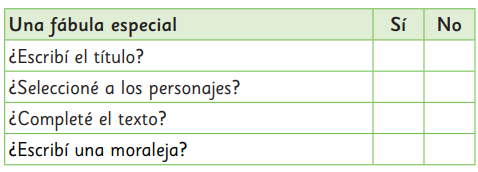 Una fábula especial Sí No
¿Escribí el título?
¿Seleccioné a los personajes?
¿Completé el texto?
¿Escribí una moraleja?